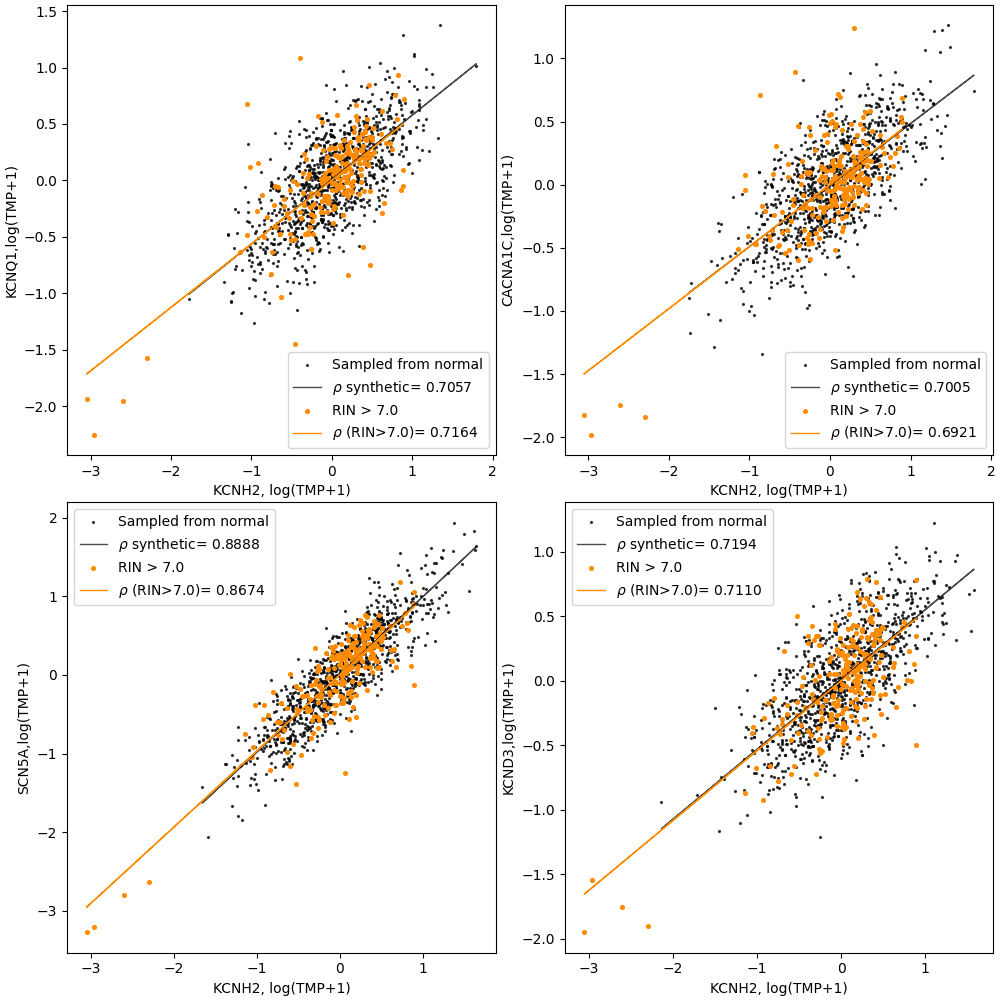 1.5
1.0
0.5
0.0
−0.5
−1.0
−1.5
−2.0
KCNQ1,log(TMP+1)
Sampled from normal
ρ synthetic= 0.7057
RIN > 7.0
ρ (RIN>7.0)= 0.7164
−3 −2 −1 0 1 2
KCNH2, log(TMP+1)
1.0
0.5
0.0
−0.5
−1.0
−1.5
−2.0
CACNA1C,log(TMP+1)
Sampled from normal
ρ synthetic= 0.7005
RIN > 7.0
ρ (RIN>7.0)= 0.6921
−3 −2 −1 0 1 2
KCNH2, log(TMP+1)
2
1
0
−1
−2
−3
SCN5A,log(TMP+1)
Sampled from normal
ρ synthetic= 0.8888
RIN > 7.0
ρ (RIN>7.0)= 0.8674
−3 −2 −1 0 1
KCNH2, log(TMP+1)
1.0
0.5
0.0
−0.5
−1.0
−1.5
−2.0
KCND3,log(TMP+1)
Sampled from normal
ρ synthetic= 0.7194
RIN > 7.0
ρ (RIN>7.0)= 0.7110
−3 −2 −1 0 1
KCNH2, log(TMP+1)